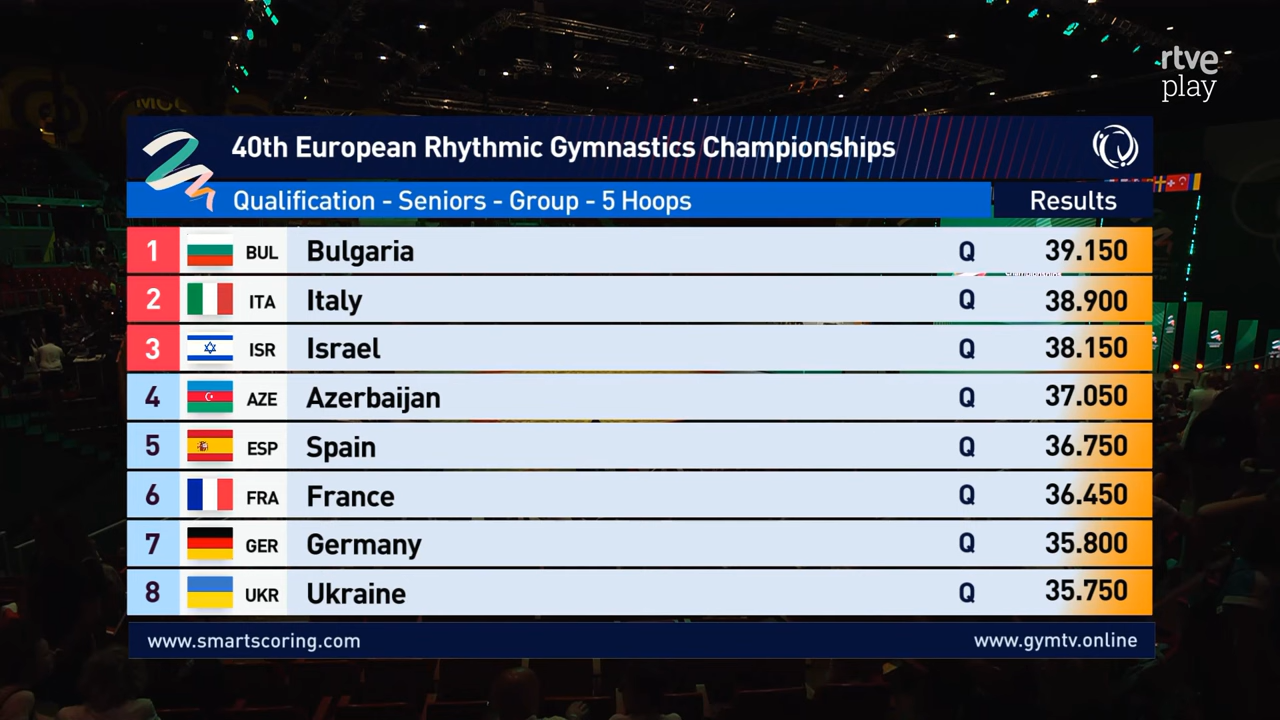 rtve
play
MCC
40th European Rhythmic Gymnastics Championships
Qualification - Seniors - Group - 5 Hoops Results
1 BUL Bulgaria Q 39.150
2 ITA Italy Q 38.900
3 ISR Israel Q 38.150
4 AZE Azerbaijan Q 37.050
5 ESP Spain Q 36.750
6 FRA France Q 36.450
7 GER Germany Q 35.800
8 UKR Ukraine Q 35.750
www.smartscoring.com www.gymtv.online